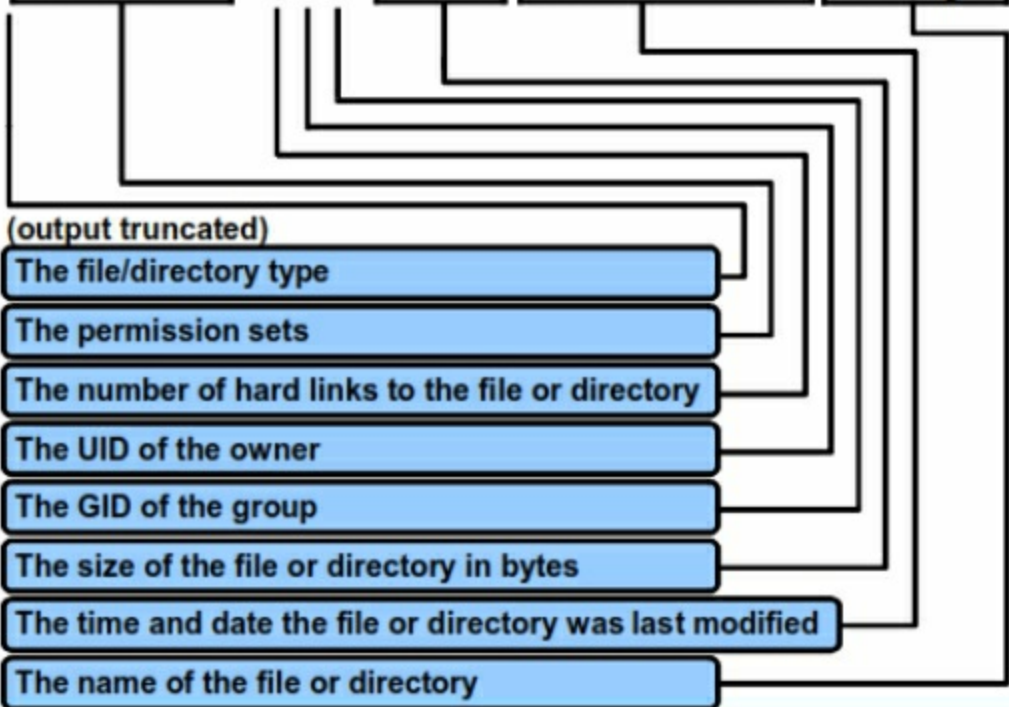 (output truncated)
The file/directory type
The permission sets
The number of hard links to the file or directory
The UID of the owner
The GID of the group
The size of the file or directory in bytes
The time and date the file or directory was last modified
The name of the file or directory